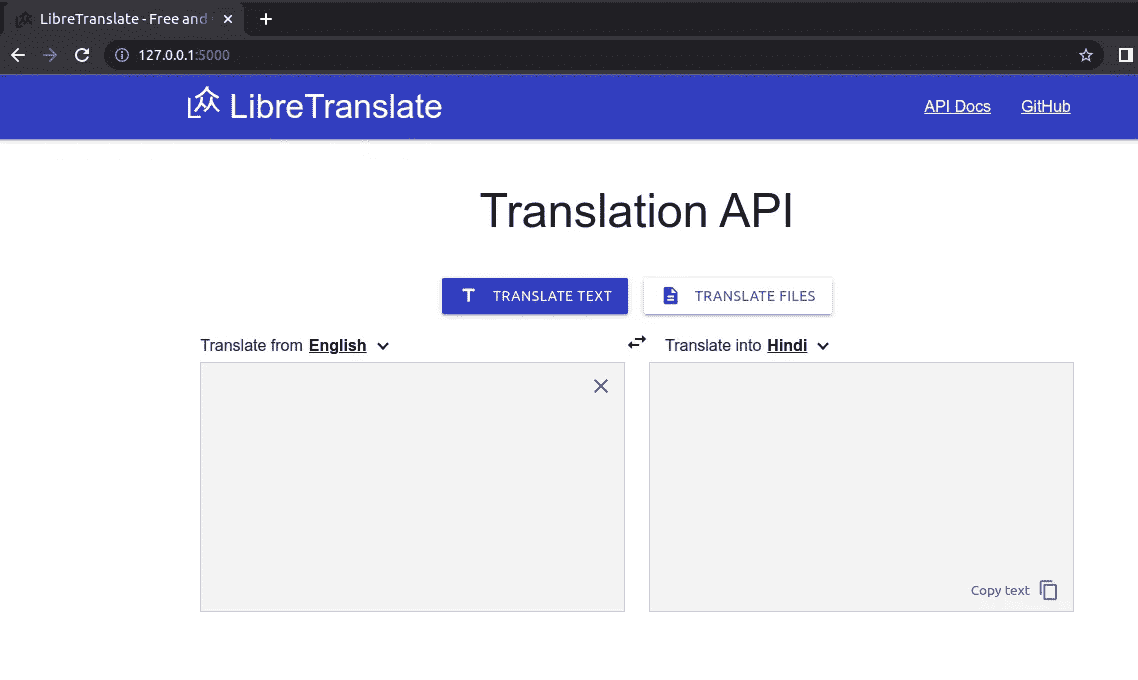 LibreTranslate - Free and
127.0.0.1:5000
LibreTranslate
API Docs
GitHub
Translation API
TRANSLATE TEXT
TRANSLATE FILES
Translate from English
Translate into Hindi
Copy text